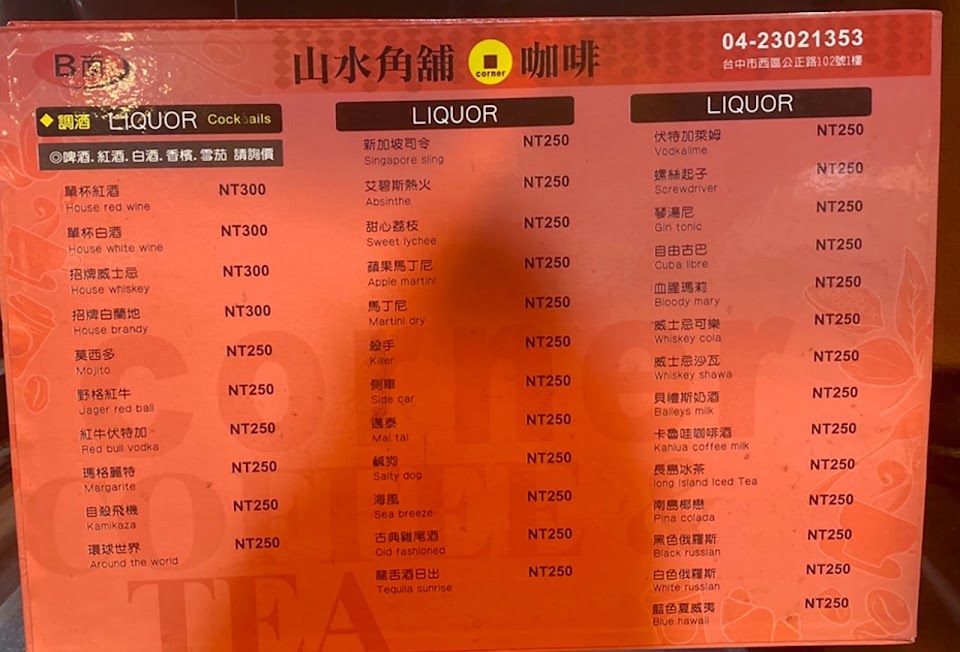 B面
山水角舖 corner 咖啡
04-23021353
台中市西區公正路102號1樓
◆調酒 LIQUOR Cocktails
◎啤酒.紅酒.白酒.香檳.雪茄 請詢價
單杯紅酒 NT300
House red wine
單杯白酒 NT300
House white wine
招牌威士忌 NT300
House whiskey
招牌白蘭地 NT300
House brandy
莫西多 NT250
Mojito
野格紅牛 NT250
Jager red ball
紅牛伏特加 NT250
Red bull vodka
瑪格麗特 NT250
Margarite
自殺飛機 NT250
Kamikaza
環球世界 NT250
Around the world
LIQUOR
新加坡司令 NT250
Singapore sling
艾碧斯熱火 NT250
Absinthe
甜心荔枝 NT250
Sweet lychee
蘋果馬丁尼 NT250
Apple martini
馬丁尼 NT250
Martini dry
殺手 NT250
Killer
側車 NT250
Side car
邁泰 NT250
Mai tai
鹹狗 NT250
Salty dog
海風 NT250
Sea breeze
古典雞尾酒 NT250
Old fashioned
龍舌酒日出 NT250
Tequila sunrise
LIQUOR
伏特加萊姆 NT250
Vodkalime
螺絲起子 NT250
Screwdriver
琴湯尼 NT250
Gin tonic
自由古巴 NT250
Cuba libre
血腥瑪莉 NT250
Bloody mary
威士忌可樂 NT250
Whiskey cola
威士忌沙瓦 NT250
Whiskey shawa
貝禮斯奶酒 NT250
Baileys milk
卡魯哇咖啡酒 NT250
Kahlua coffee milk
長島冰茶 NT250
long Island Iced Tea
南島椰戀 NT250
Pina colada
黑色俄羅斯 NT250
Black russian
白色俄羅斯 NT250
White russian
藍色夏威夷 NT250
Blue hawaii
corner
COFFEE &
TEA